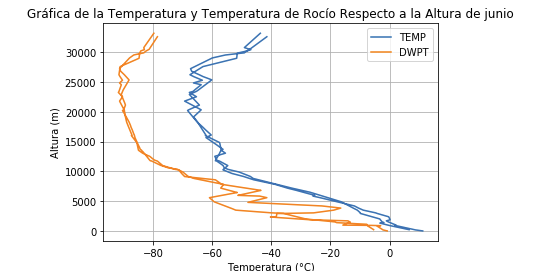 Gráfica de la Temperatura y Temperatura de Rocío Respecto a la Altura de junio
TEMP
DWPT
Altura (m)
30000
25000
20000
15000
10000
5000
0
−80
−60
−40
−20
0
Temperatura (°C)